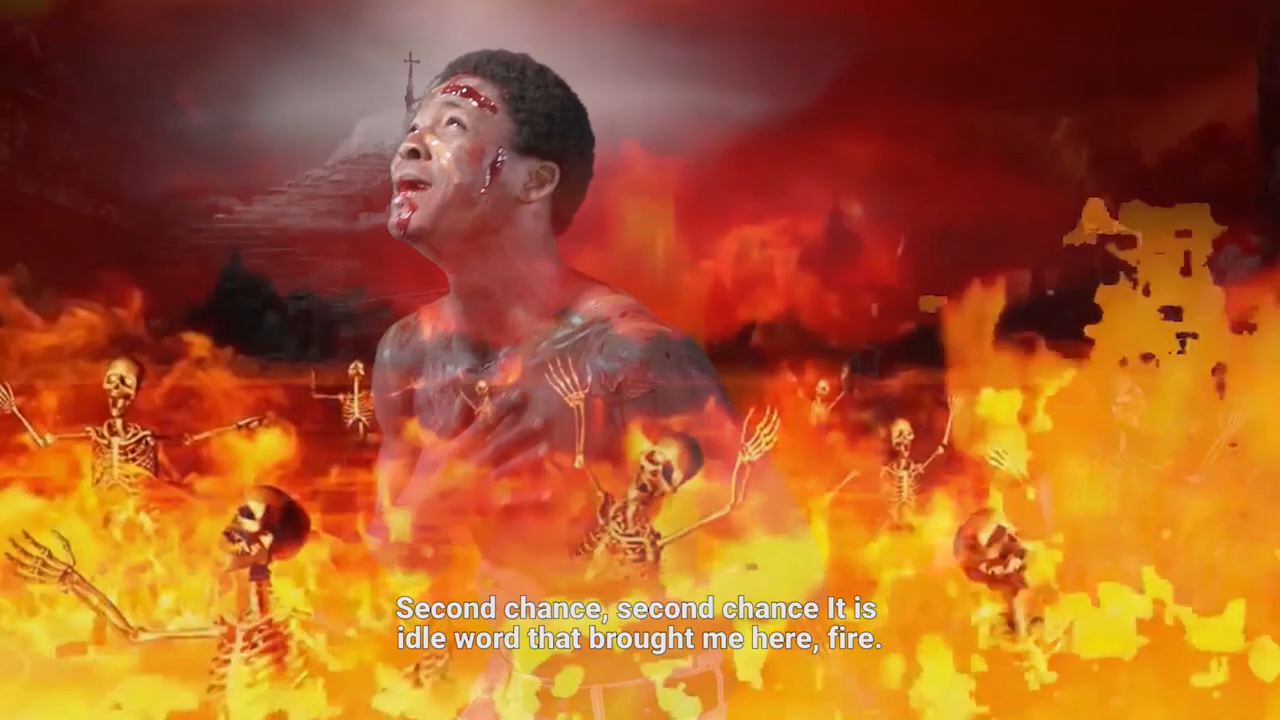 Second chance, second chance It is
idle word that brought me here, fire.